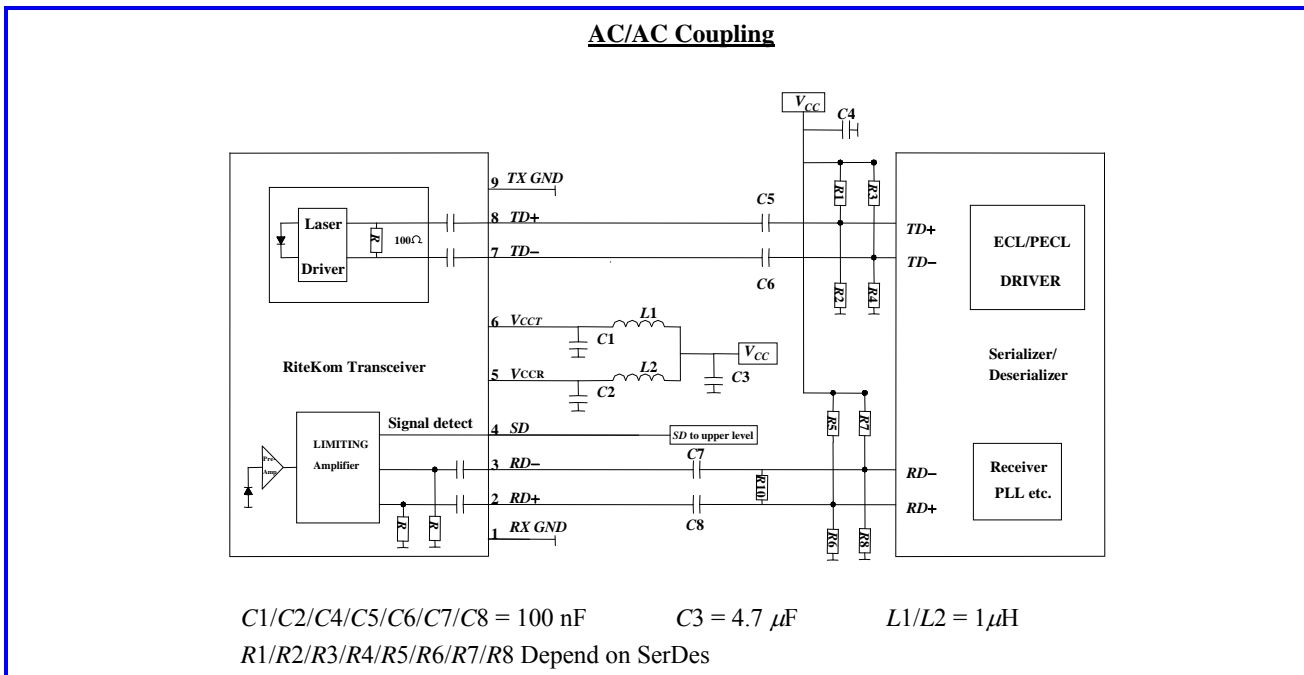 AC/AC Coupling
VCC
C4
9 TX GND
R1
R3
C5
Laser
8 TD+
TD+
R
100Ω
ECL/PECL
7 TD−
TD−
Driver
C6
DRIVER
R2
R4
6 VCCT
L1
C1
VCC
RiteKom Transceiver
Serializer/
Deserializer
5 VCCR
L2
C3
C2
R5
R7
Signal detect
4 SD
SD to upper level
LIMITING
Amplifier
Pre-
Amp
C7
3 RD−
RD−
Receiver
R10
PLL etc.
2 RD+
RD+
C8
R
R
1 RX GND
R6
R8
C1/C2/C4/C5/C6/C7/C8 = 100 nF C3 = 4.7 µF L1/L2 = 1µH
R1/R2/R3/R4/R5/R6/R7/R8 Depend on SerDes